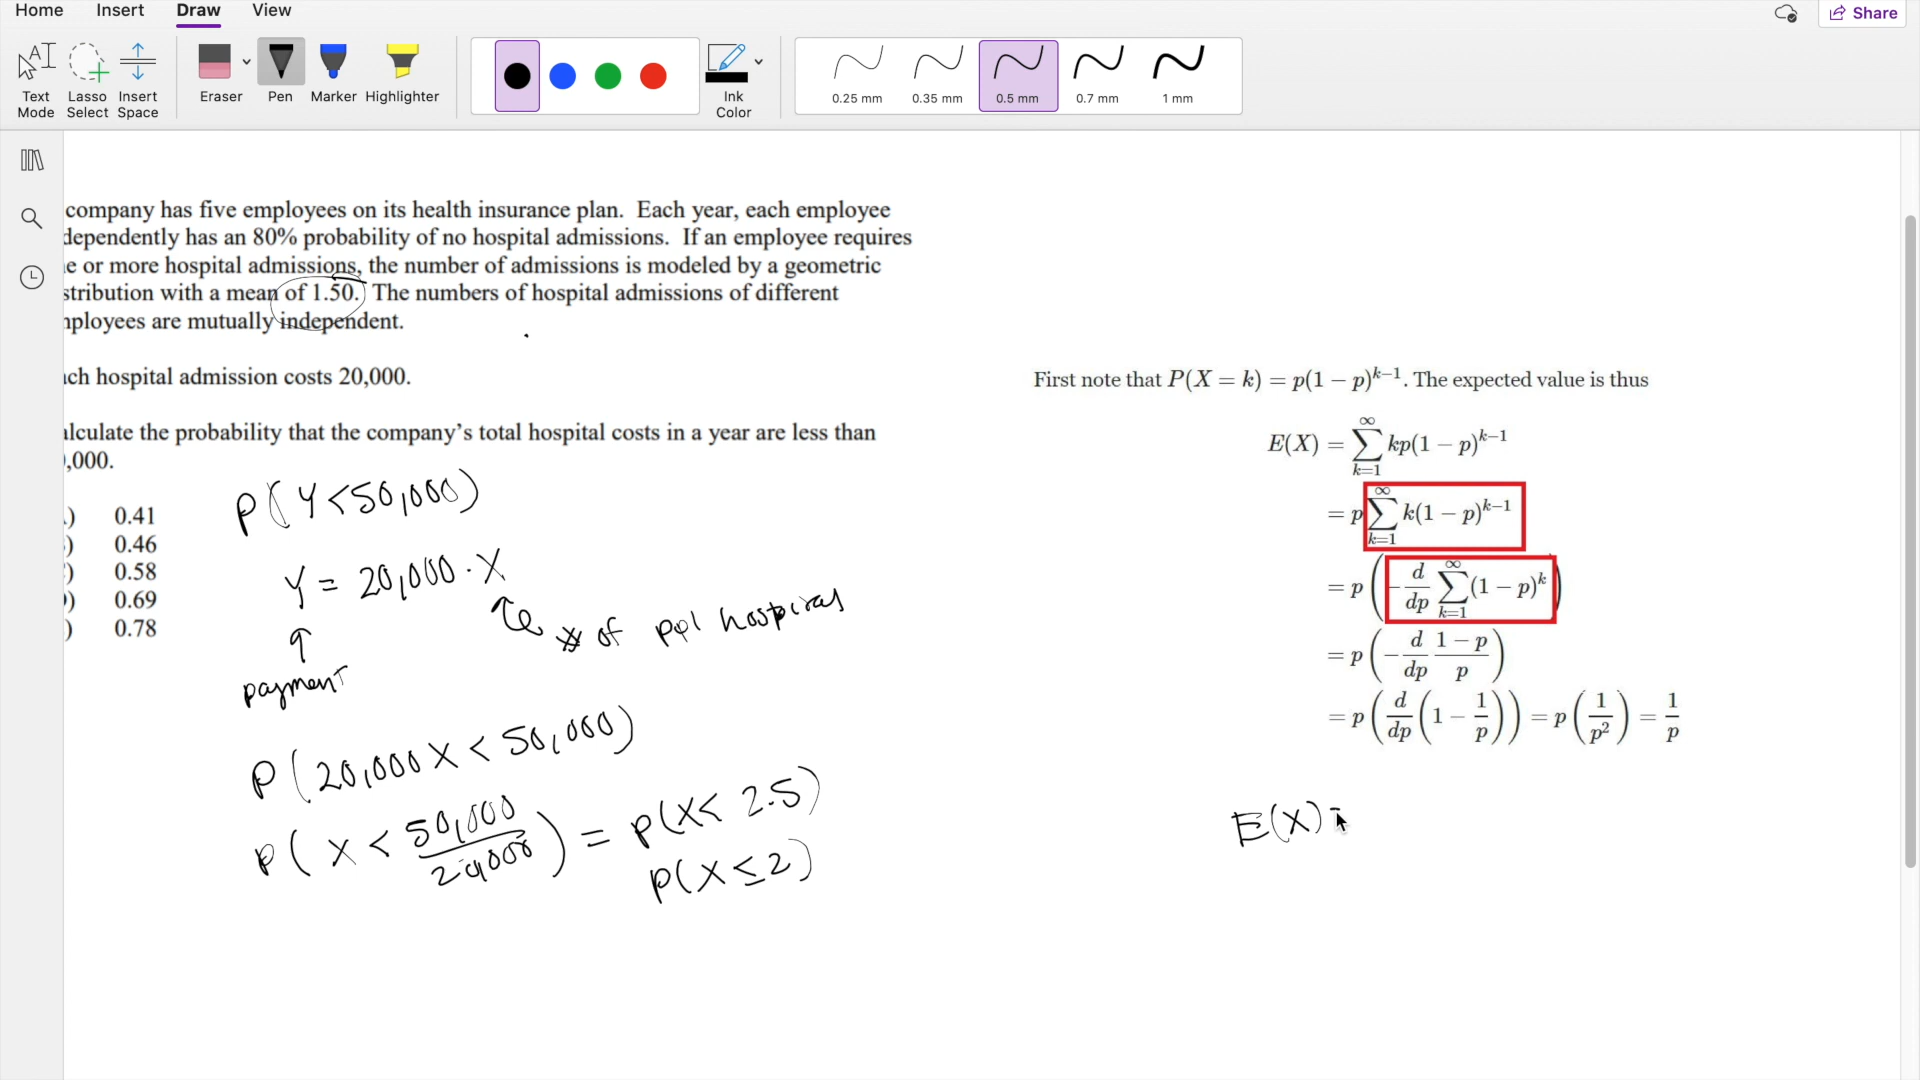 Home Insert Draw View
Share
Text Mode
Lasso Select
Insert Space
Eraser
Pen
Marker
Highlighter
Ink Color
0.25 mm
0.35 mm
0.5 mm
0.7 mm
1 mm
company has five employees on its health insurance plan. Each year, each employee
dependently has an 80% probability of no hospital admissions. If an employee requires
e or more hospital admissions, the number of admissions is modeled by a geometric
stribution with a mean of 1.50. The numbers of hospital admissions of different
ployees are mutually independent.
ch hospital admission costs 20,000.
lculate the probability that the company's total hospital costs in a year are less than
,000.
) 0.41
) 0.46
) 0.58
) 0.69
) 0.78
P(Y<50,000)
Y = 20,000 · X
# of ppl
payment
P(20,000X < 50,000)
P(X < 50,000/20,000) = P(X< 2.5)
P(X ≤ 2)
First note that P(X = k) = p(1 − p)^{k−1}. The expected value is thus
E(X) = ∑_{k=1}^{∞} kp(1 − p)^{k−1}
= p ∑_{k=1}^{∞} k(1 − p)^{k−1}
= p(− d/dp ∑_{k=1}^{∞} (1 − p)^k)
= p(− d/dp (1 − p)/p)
= p(d/dp (1 − 1/p)) = p(1/p²) = 1/p
E(X) =